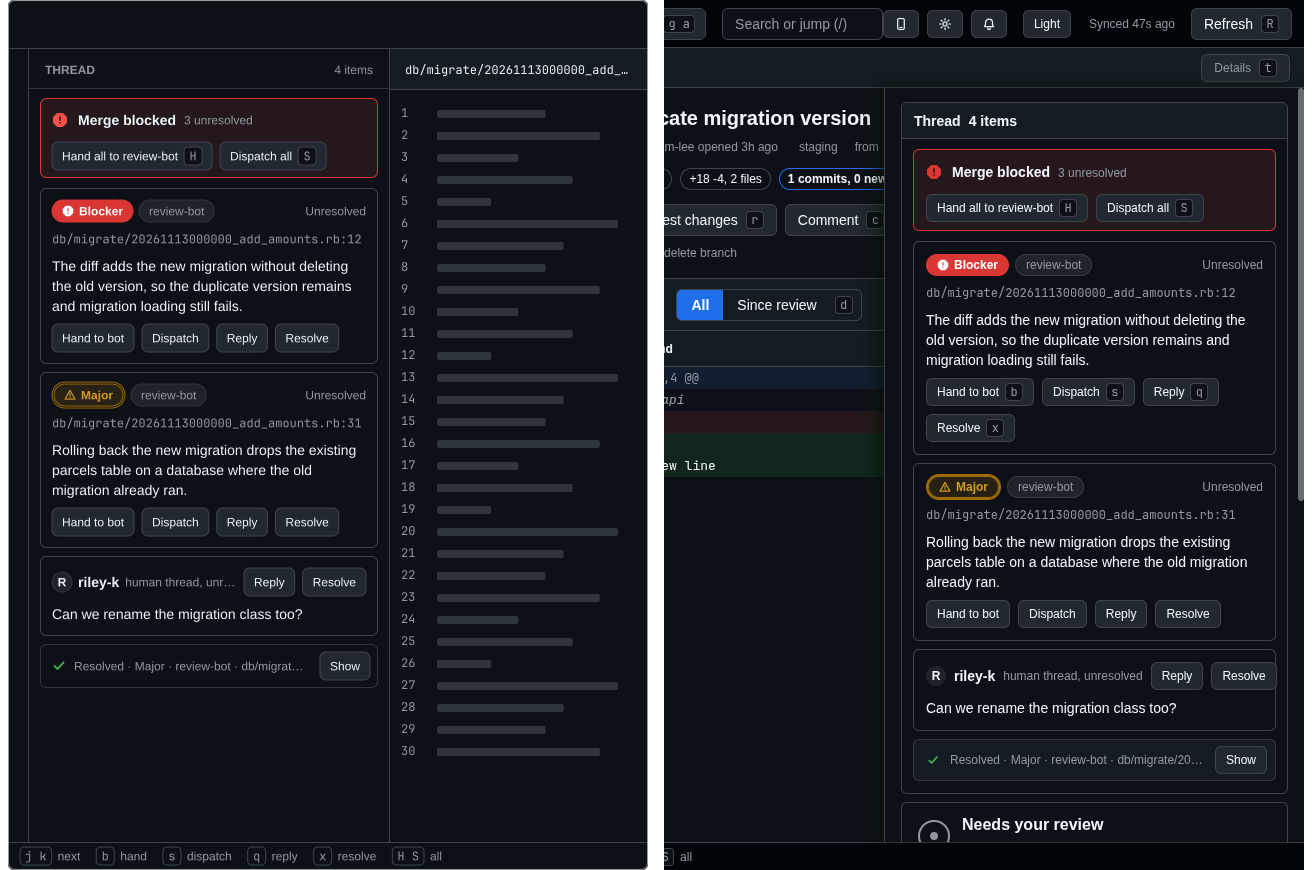 THREAD 4 items
Merge blocked 3 unresolved
Hand all to review-bot H Dispatch all S
Blocker review-bot Unresolved
db/migrate/20261113000000_add_amounts.rb:12
The diff adds the new migration without deleting
the old version, so the duplicate version remains
and migration loading still fails.
Hand to bot Dispatch Reply Resolve
Major review-bot Unresolved
db/migrate/20261113000000_add_amounts.rb:31
Rolling back the new migration drops the existing
parcels table on a database where the old
migration already ran.
Hand to bot Dispatch Reply Resolve
R riley-k human thread, unr… Reply Resolve
Can we rename the migration class too?
Resolved · Major · review-bot · db/migrat… Show
db/migrate/20261113000000_add_…
1
2
3
4
5
6
7
8
9
10
11
12
13
14
15
16
17
18
19
20
21
22
23
24
25
26
27
28
29
30
j k next b hand s dispatch q reply x resolve H S all
g a Search or jump (/) Light Synced 47s ago Refresh R
Details t
cate migration version
m-lee opened 3h ago staging from
+18 -4, 2 files 1 commits, 0 new
est changes r Comment c
delete branch
All Since review d
d
,4 @@
api
ew line
Thread 4 items
Merge blocked 3 unresolved
Hand all to review-bot H Dispatch all S
Blocker review-bot Unresolved
db/migrate/20261113000000_add_amounts.rb:12
The diff adds the new migration without deleting the
old version, so the duplicate version remains and
migration loading still fails.
Hand to bot b Dispatch s Reply q
Resolve x
Major review-bot Unresolved
db/migrate/20261113000000_add_amounts.rb:31
Rolling back the new migration drops the existing
parcels table on a database where the old migration
already ran.
Hand to bot Dispatch Reply Resolve
R riley-k human thread, unresolved Reply Resolve
Can we rename the migration class too?
Resolved · Major · review-bot · db/migrate/20… Show
Needs your review
S all